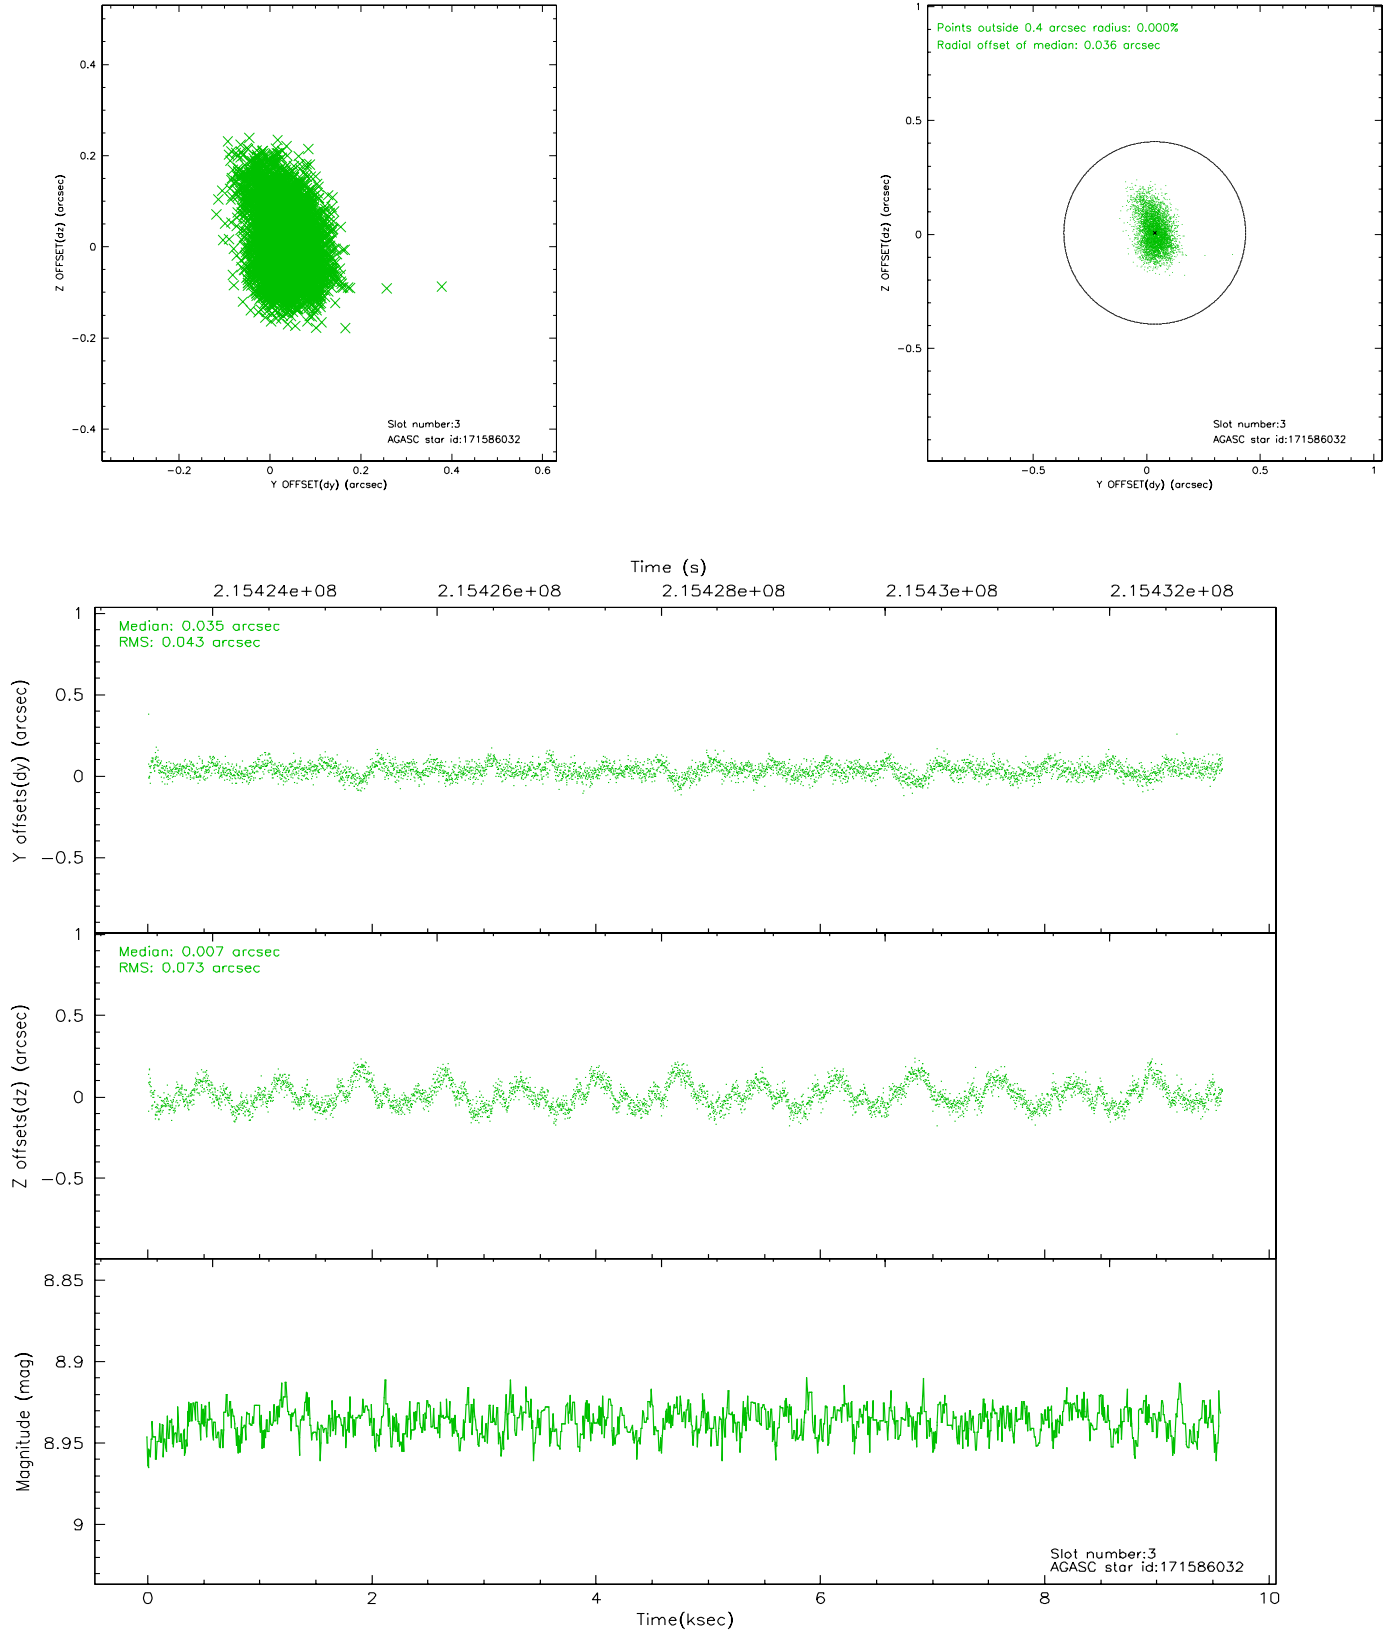 0.4
0.2
0
−0.2
−0.4
Z OFFSET(dz) (arcsec)
−0.2 0 0.2 0.4 0.6
Y OFFSET(dy) (arcsec)
Slot number:3
AGASC star id:171586032
Points outside 0.4 arcsec radius: 0.000%
Radial offset of median: 0.036 arcsec
1
0.5
0
−0.5
Z OFFSET(dz) (arcsec)
−0.5 0 0.5 1
Y OFFSET(dy) (arcsec)
Slot number:3
AGASC star id:171586032
Time (s)
2.15424e+08 2.15426e+08 2.15428e+08 2.1543e+08 2.15432e+08
Median: 0.035 arcsec
RMS: 0.043 arcsec
1
0.5
0
−0.5
Y offsets(dy) (arcsec)
Median: 0.007 arcsec
RMS: 0.073 arcsec
1
0.5
0
−0.5
Z offsets(dz) (arcsec)
8.85
8.9
8.95
9
Magnitude (mag)
Slot number:3
AGASC star id:171586032
0 2 4 6 8 10
Time(ksec)